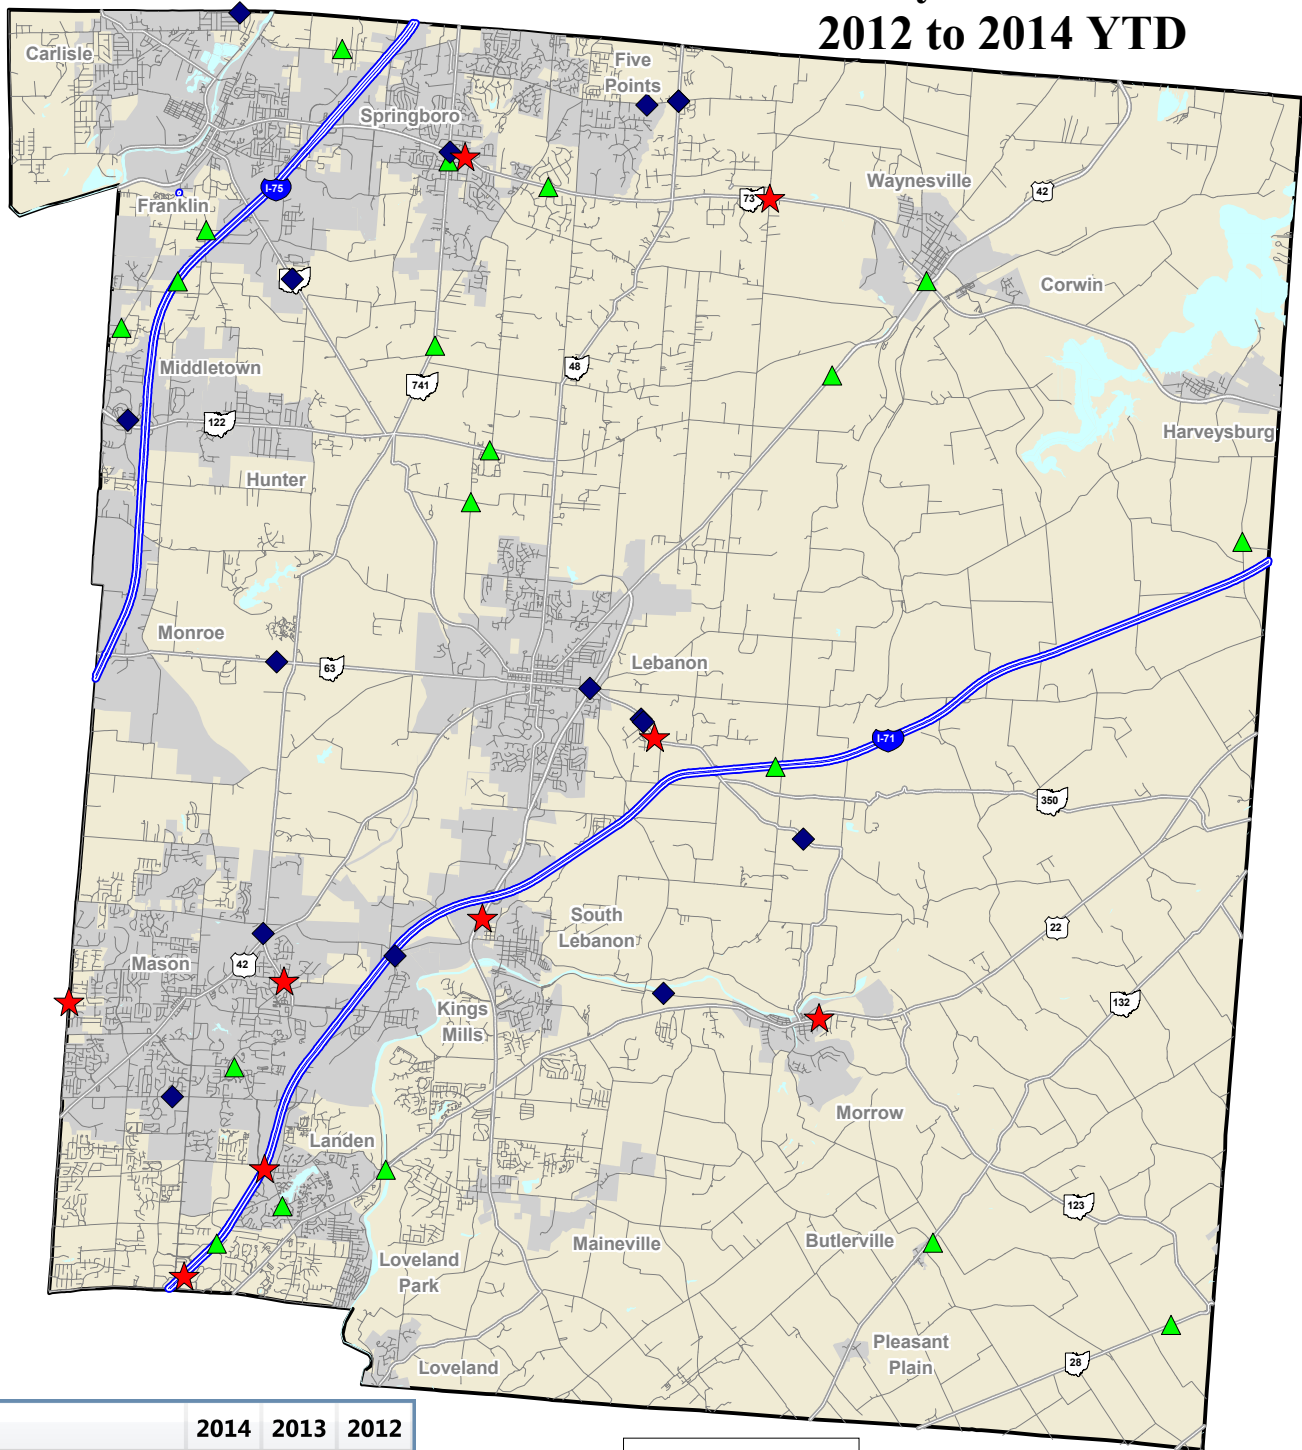 2012 to 2014 YTD
Carlisle
Five
Points
Springboro
I-75
Franklin
73
Waynesville
42
Corwin
48
Middletown
741
122
Harveysburg
Hunter
Monroe
63
Lebanon
I-71
350
South
Lebanon
22
Mason
42
132
Kings
Mills
Morrow
Landen
123
Butlerville
Maineville
Loveland
Park
Pleasant
Plain
28
Loveland
2014 2013 2012